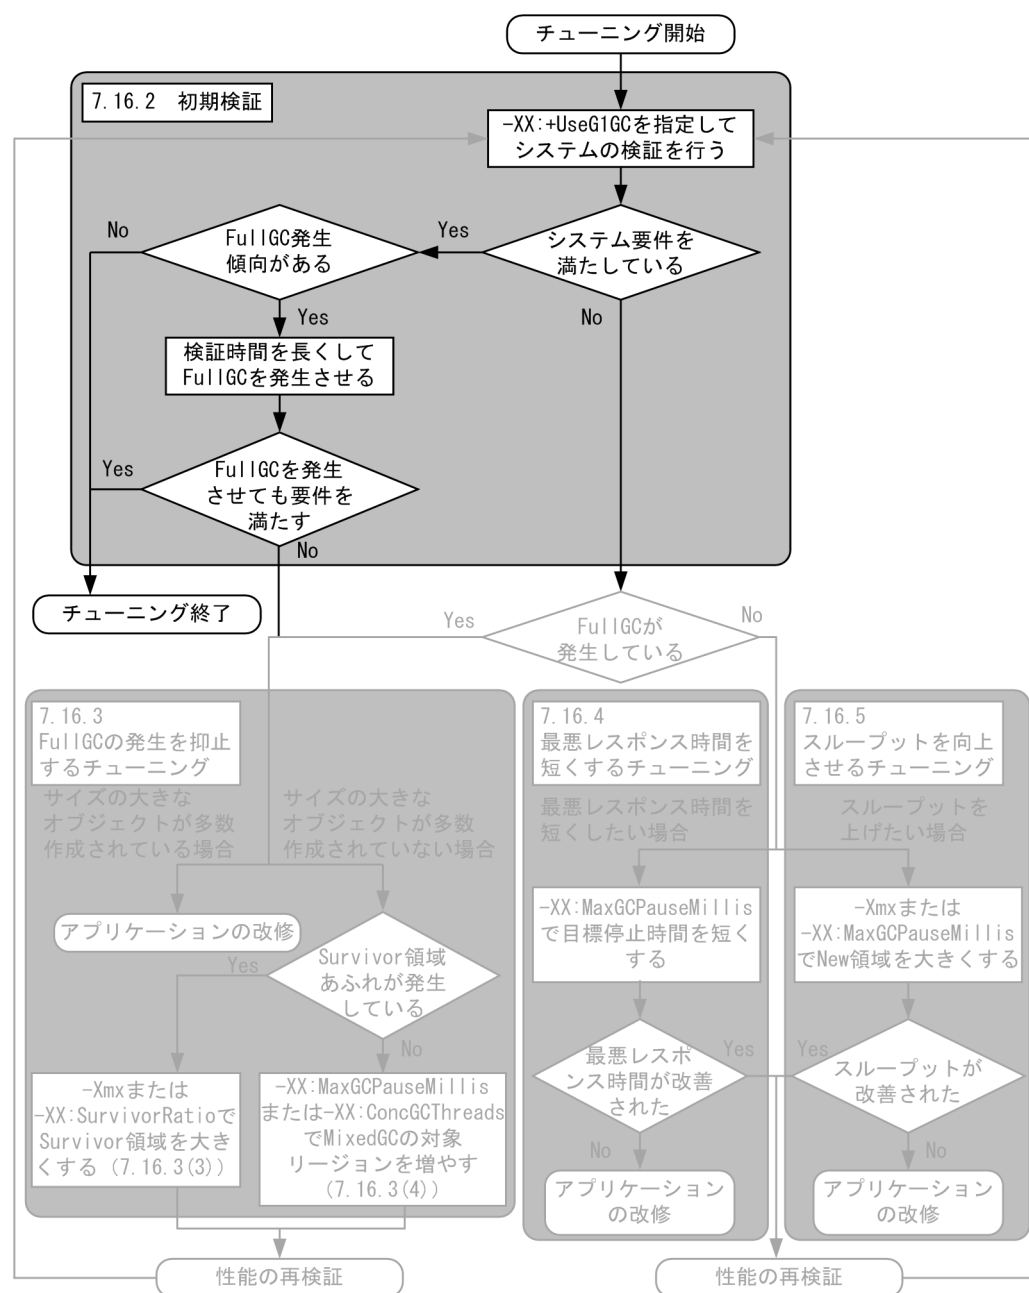 チューニング開始
7.16.2　初期検証
-XX:+UseG1GCを指定して
システムの検証を行う
No
FullGC発生
傾向がある
Yes
システム要件を
満たしている
Yes
No
検証時間を長くして
FullGCを発生させる
Yes
FullGCを発生
させても要件を
満たす
No
チューニング終了
Yes
FullGCが
発生している
No
7.16.3
FullGCの発生を抑止
するチューニング
サイズの大きな
オブジェクトが多数
作成されている場合
サイズの大きな
オブジェクトが多数
作成されていない場合
アプリケーションの改修
Yes
Survivor領域
あふれが発生
している
No
-Xmxまたは
-XX:SurvivorRatioで
Survivor領域を大き
くする (7.16.3(3))
-XX:MaxGCPauseMillis
または-XX:ConcGCThreads
でMixedGCの対象
リージョンを増やす
(7.16.3(4))
性能の再検証
7.16.4
最悪レスポンス時間を
短くするチューニング
最悪レスポンス時間を
短くしたい場合
-XX:MaxGCPauseMillis
で目標停止時間を短く
する
最悪レスポ
ンス時間が改善
された
Yes
No
アプリケーション
の改修
7.16.5
スループットを向上
させるチューニング
スループットを
上げたい場合
-Xmxまたは
-XX:MaxGCPauseMillis
でNew領域を大きくする
Yes
スループットが
改善された
No
アプリケーション
の改修
性能の再検証